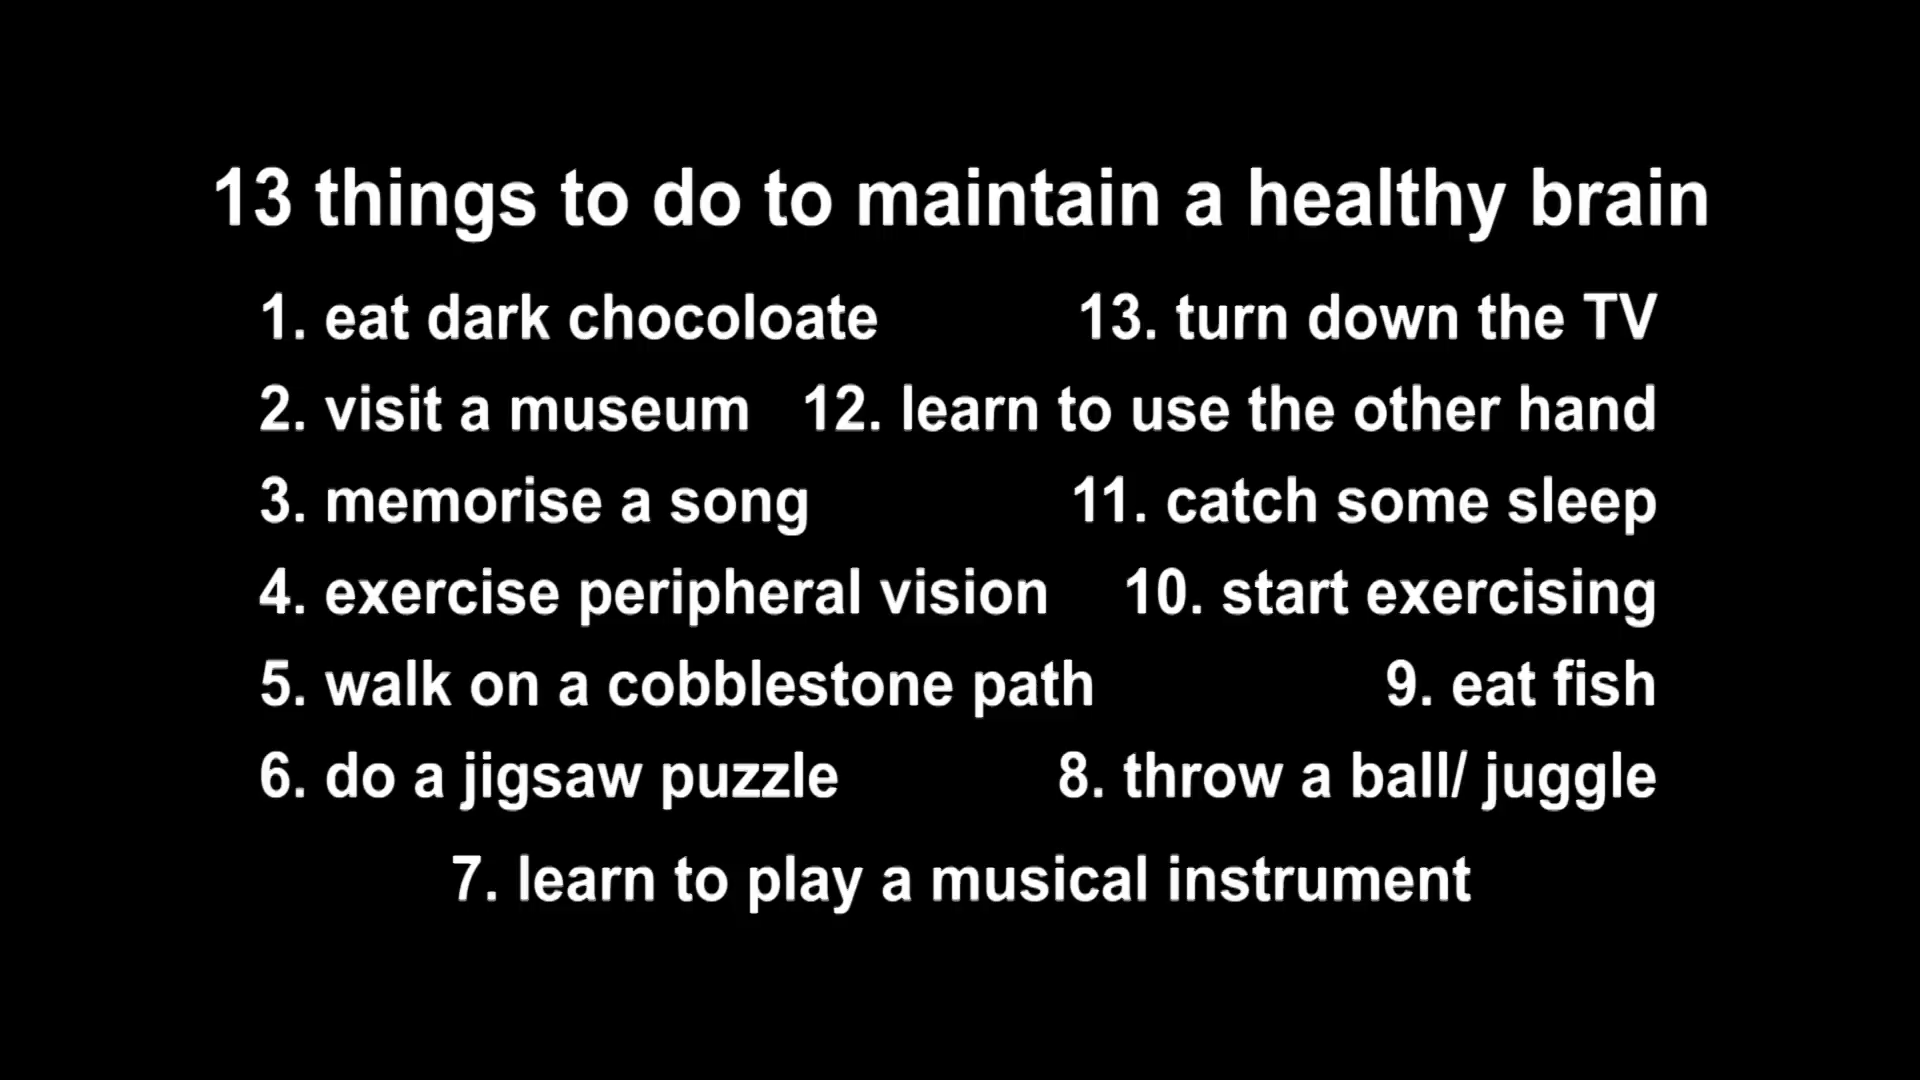 13 things to do to maintain a healthy brain
1. eat dark chocoloate 13. turn down the TV
2. visit a museum 12. learn to use the other hand
3. memorise a song 11. catch some sleep
4. exercise peripheral vision 10. start exercising
5. walk on a cobblestone path 9. eat fish
6. do a jigsaw puzzle 8. throw a ball/ juggle
7. learn to play a musical instrument